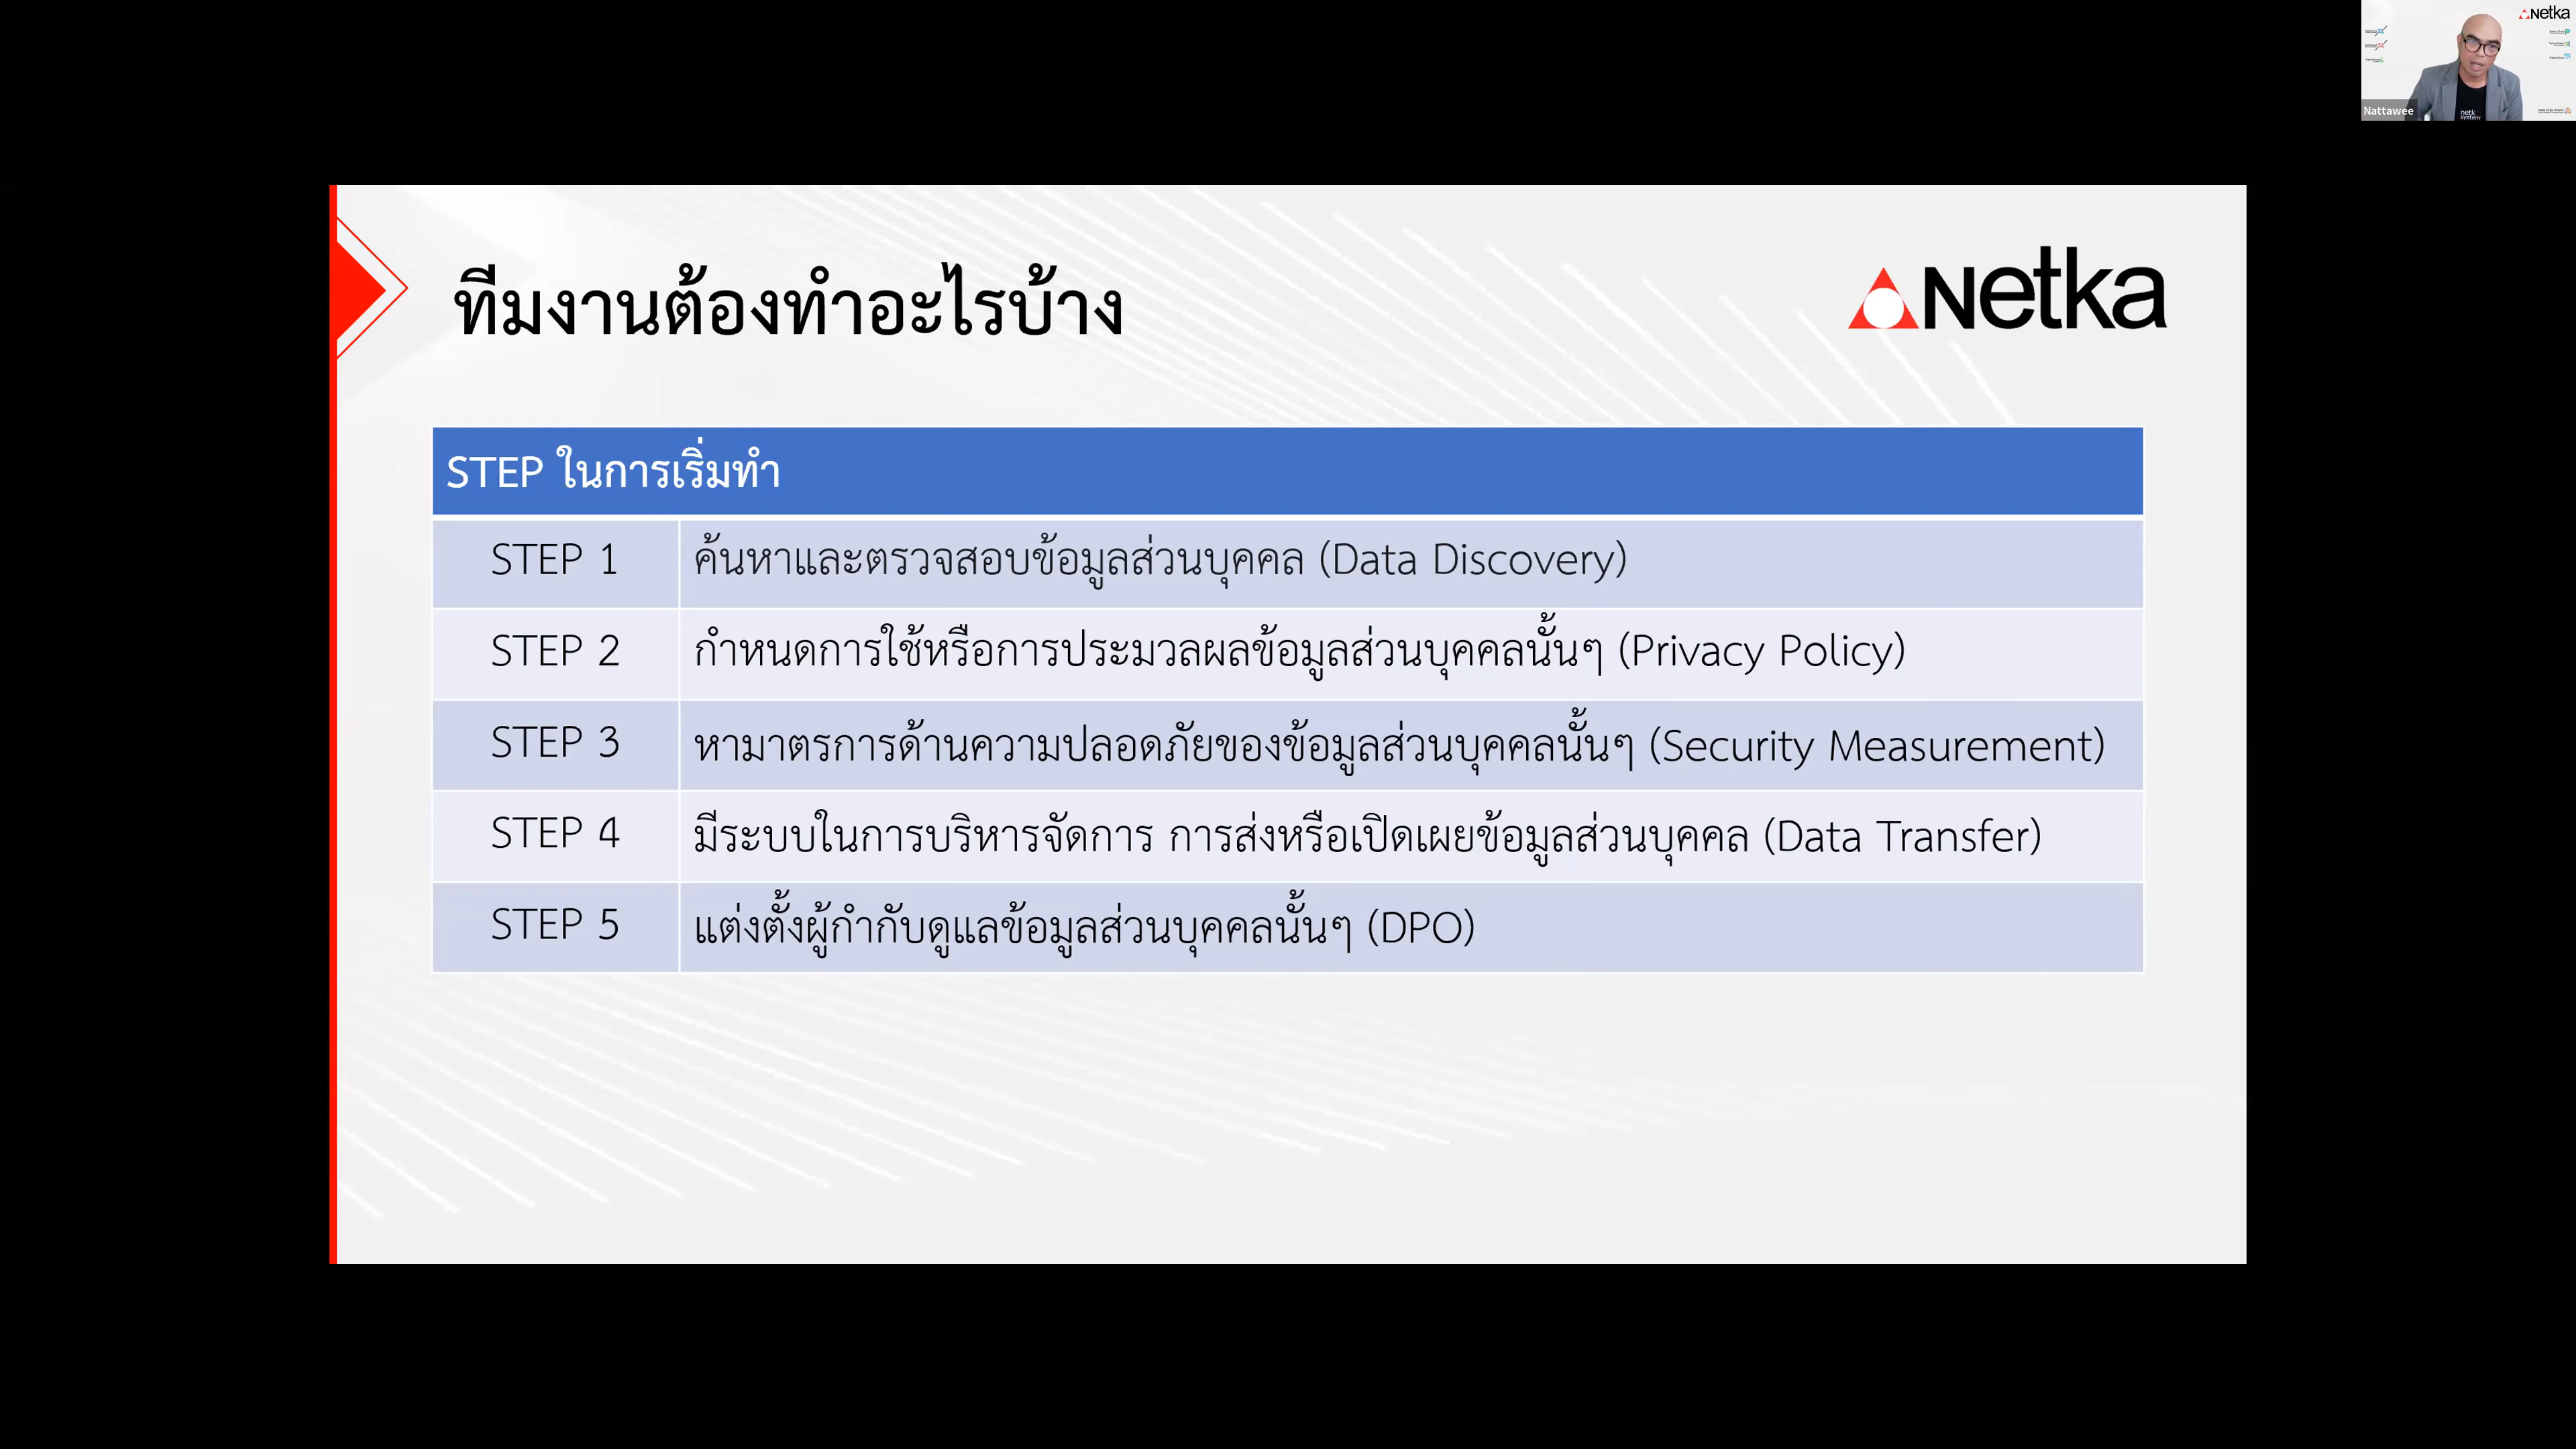 Netka
Nattawee
netk
system
ทีมงานต้องทำอะไรบ้าง
Netka
STEP ในการเริ่มทำ
STEP 1 ค้นหาและตรวจสอบข้อมูลส่วนบุคคล (Data Discovery)
STEP 2 กำหนดการใช้หรือการประมวลผลข้อมูลส่วนบุคคลนั้นๆ (Privacy Policy)
STEP 3 หามาตรการด้านความปลอดภัยของข้อมูลส่วนบุคคลนั้นๆ (Security Measurement)
STEP 4 มีระบบในการบริหารจัดการ การส่งหรือเปิดเผยข้อมูลส่วนบุคคล (Data Transfer)
STEP 5 แต่งตั้งผู้กำกับดูแลข้อมูลส่วนบุคคลนั้นๆ (DPO)